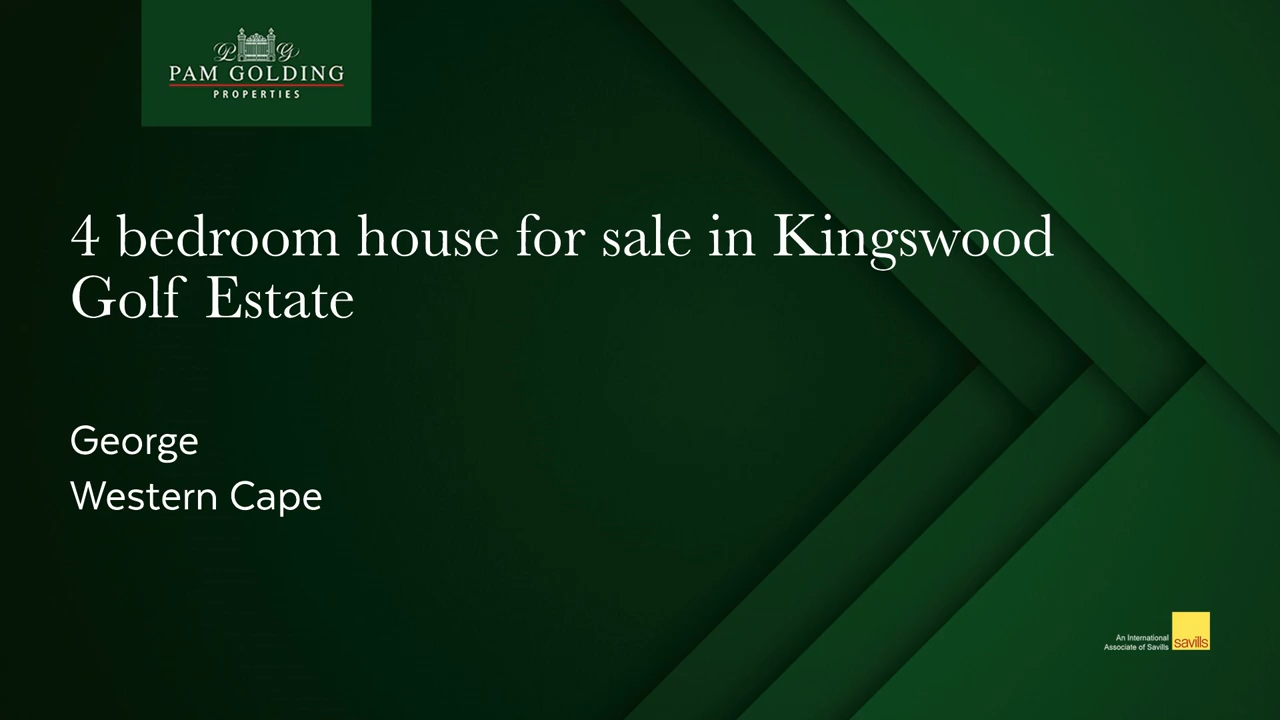 P G
PAM GOLDING
PROPERTIES
4 bedroom house for sale in Kingswood
Golf Estate
George
Western Cape
An International
Associate of Savills
savills